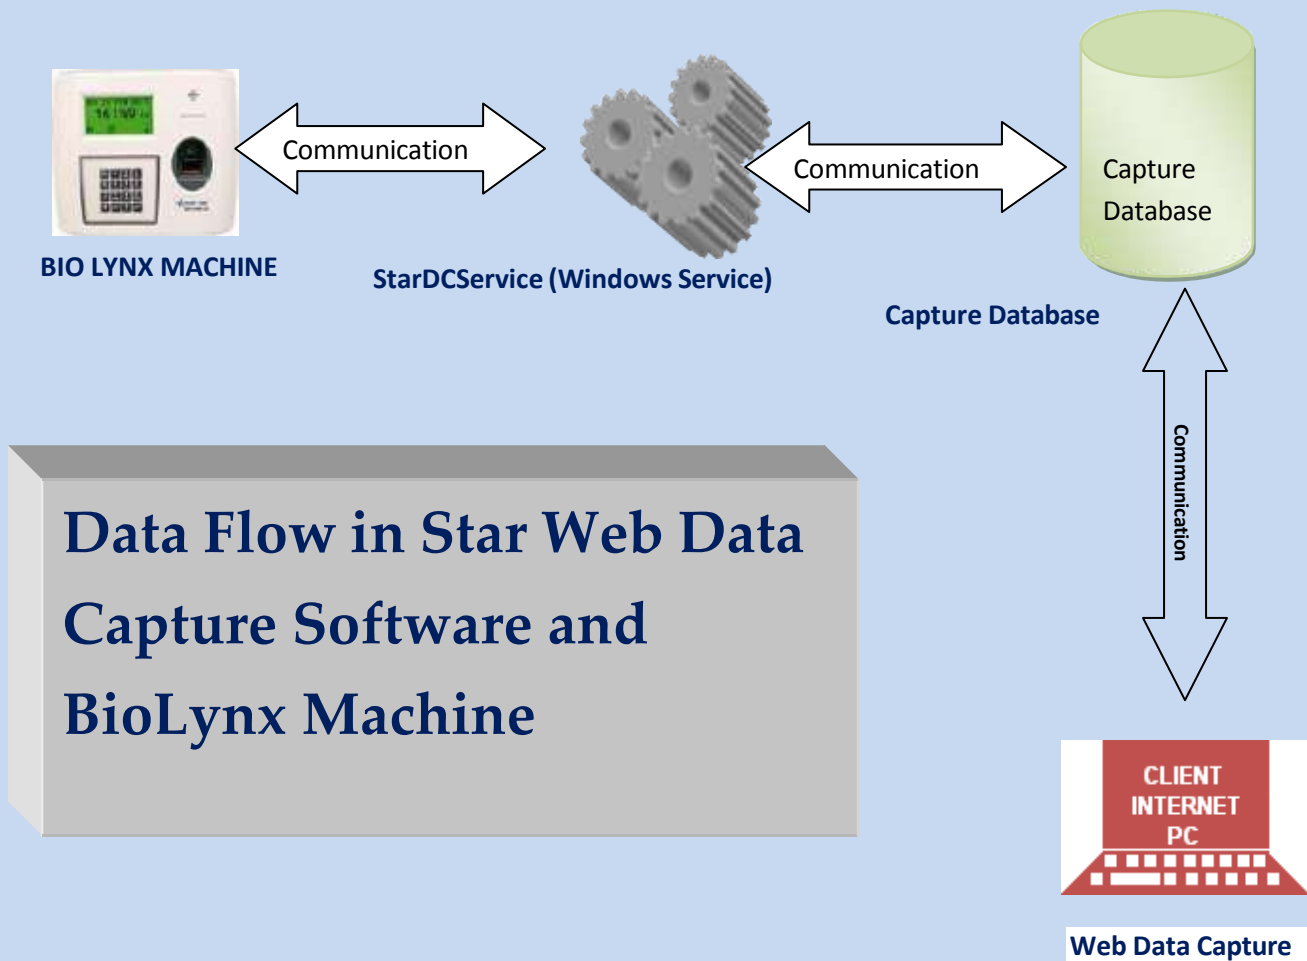 Communication
Communication
Capture
Database
BIO LYNX MACHINE
StarDCService (Windows Service)
Capture Database
Communication
Data Flow in Star Web Data
Capture Software and
BioLynx Machine
CLIENT
INTERNET
PC
Web Data Capture